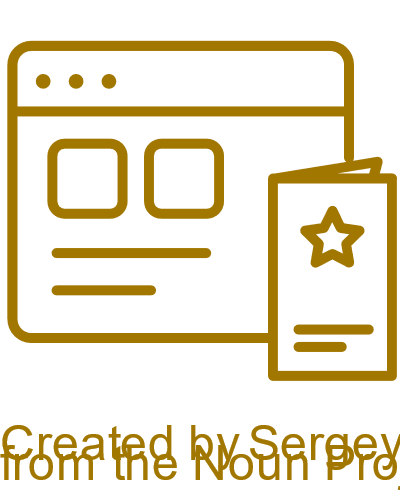 Created by Sergey
from the Noun Pro